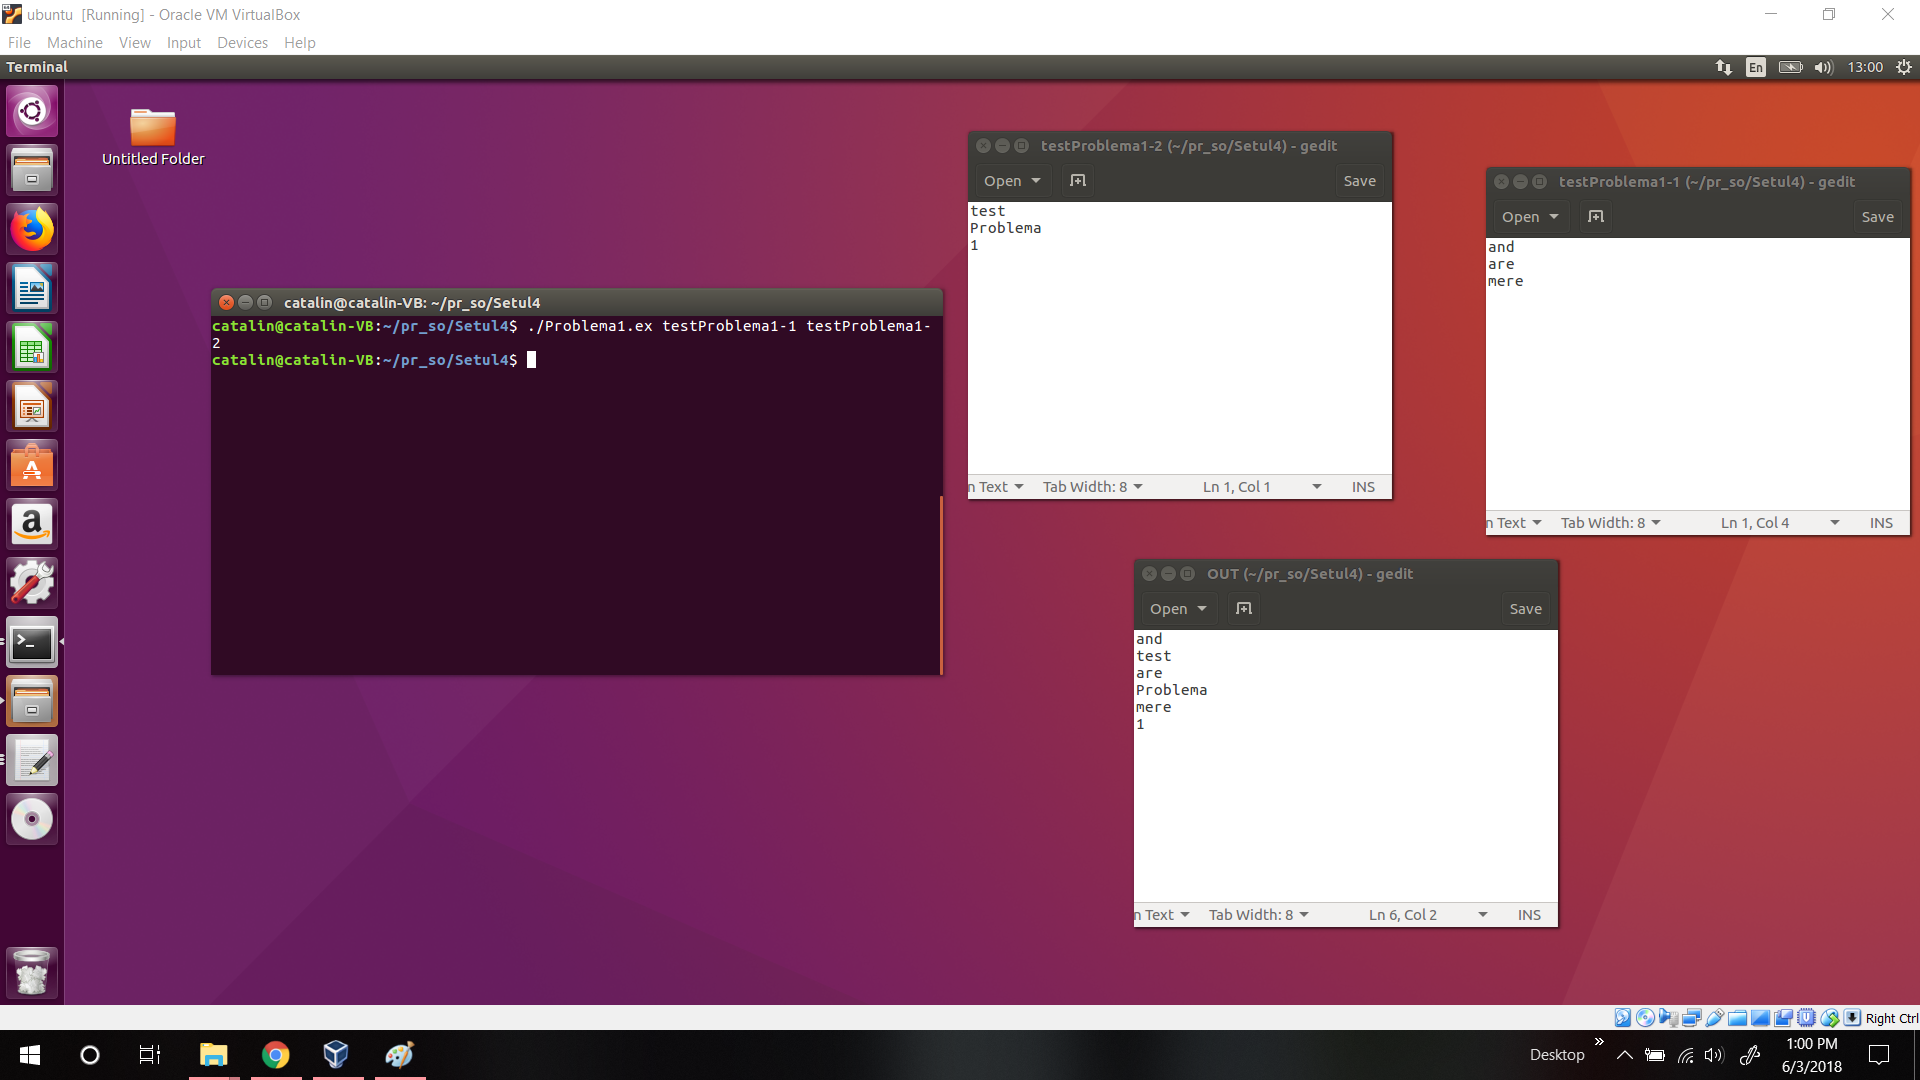 ubuntu [Running] - Oracle VM VirtualBox
File Machine View Input Devices Help
Terminal
En 13:00
Untitled Folder
testProblema1-2 (~/pr_so/Setul4) - gedit
Open Save
test
Problema
1
n Text Tab Width: 8 Ln 1, Col 1 INS
testProblema1-1 (~/pr_so/Setul4) - gedit
Open Save
and
are
mere
n Text Tab Width: 8 Ln 1, Col 4 INS
catalin@catalin-VB: ~/pr_so/Setul4
catalin@catalin-VB:~/pr_so/Setul4$ ./Problema1.ex testProblema1-1 testProblema1-
2
catalin@catalin-VB:~/pr_so/Setul4$
OUT (~/pr_so/Setul4) - gedit
Open Save
and
test
are
Problema
mere
1
n Text Tab Width: 8 Ln 6, Col 2 INS
Right Ctrl
Desktop
1:00 PM
6/3/2018